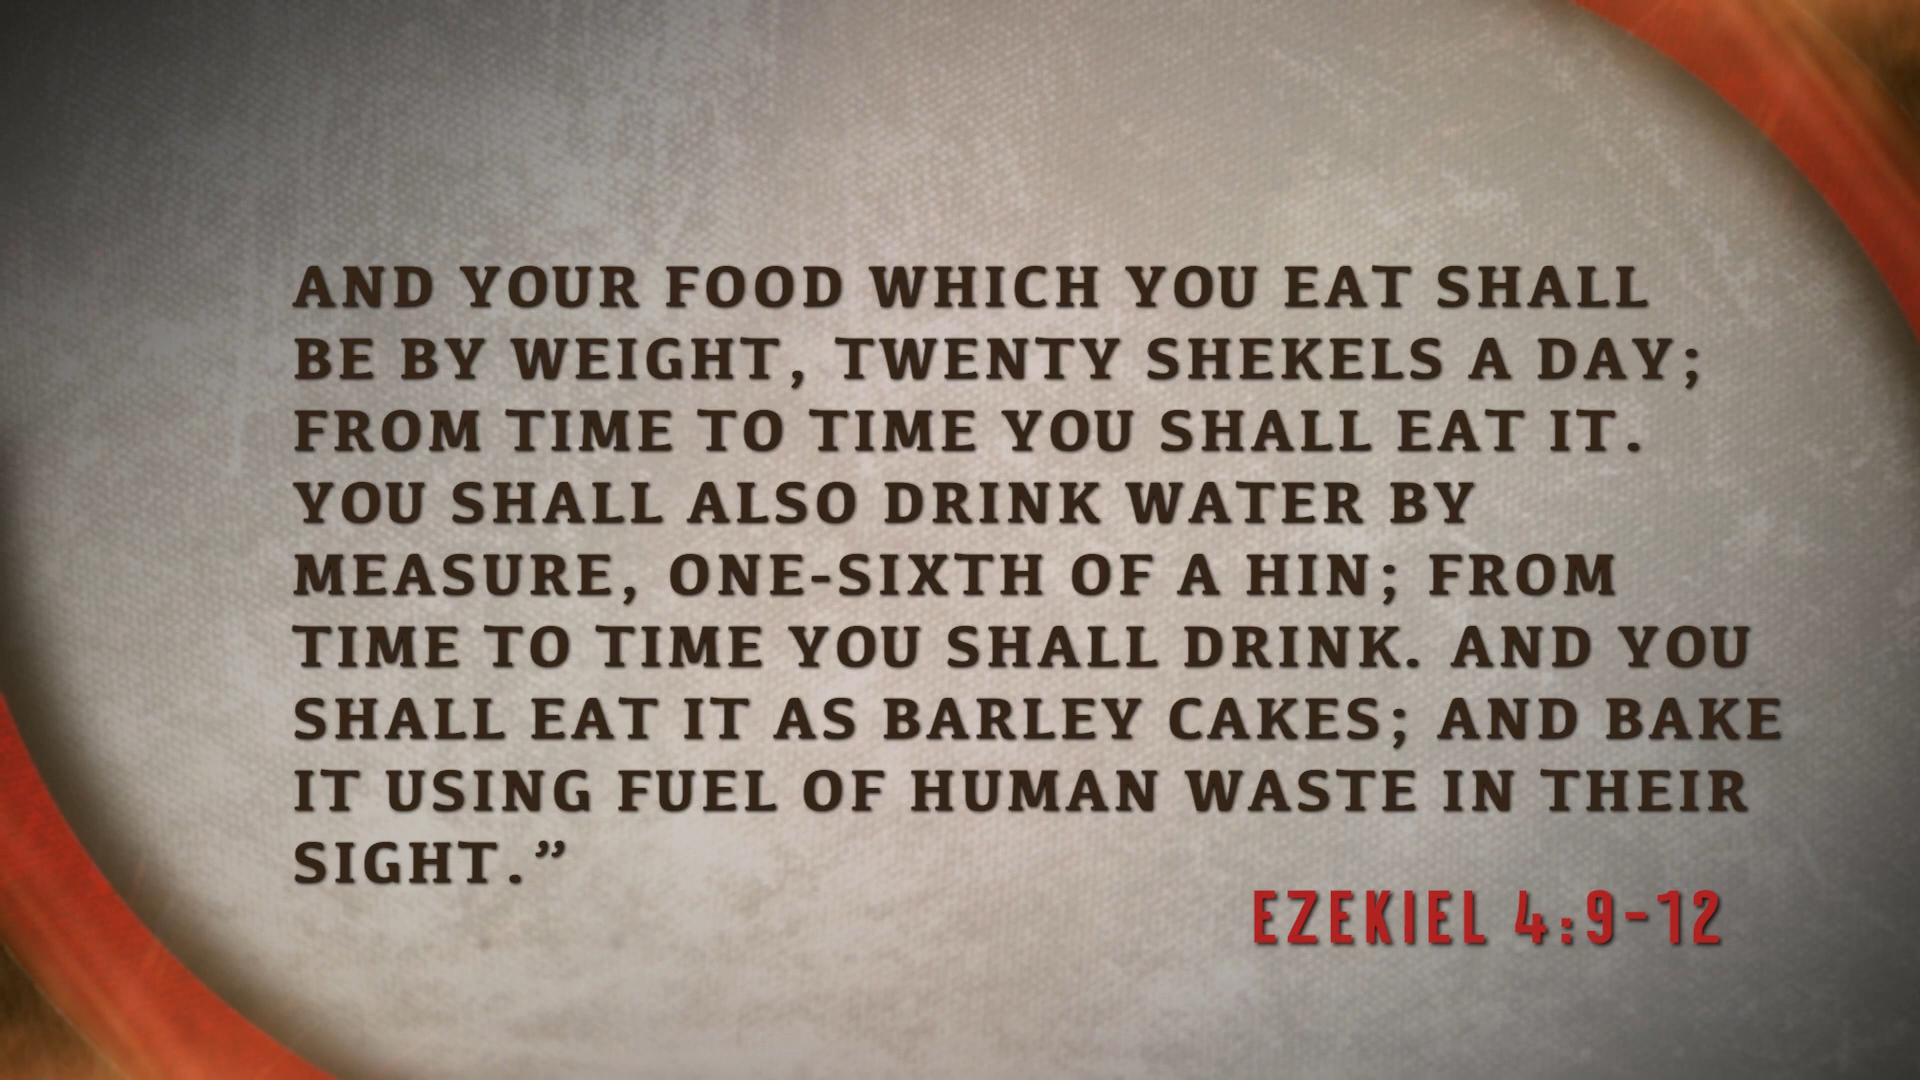 AND YOUR FOOD WHICH YOU EAT SHALL
BE BY WEIGHT, TWENTY SHEKELS A DAY;
FROM TIME TO TIME YOU SHALL EAT IT.
YOU SHALL ALSO DRINK WATER BY
MEASURE, ONE-SIXTH OF A HIN; FROM
TIME TO TIME YOU SHALL DRINK. AND YOU
SHALL EAT IT AS BARLEY CAKES; AND BAKE
IT USING FUEL OF HUMAN WASTE IN THEIR
SIGHT.”
EZEKIEL 4:9-12